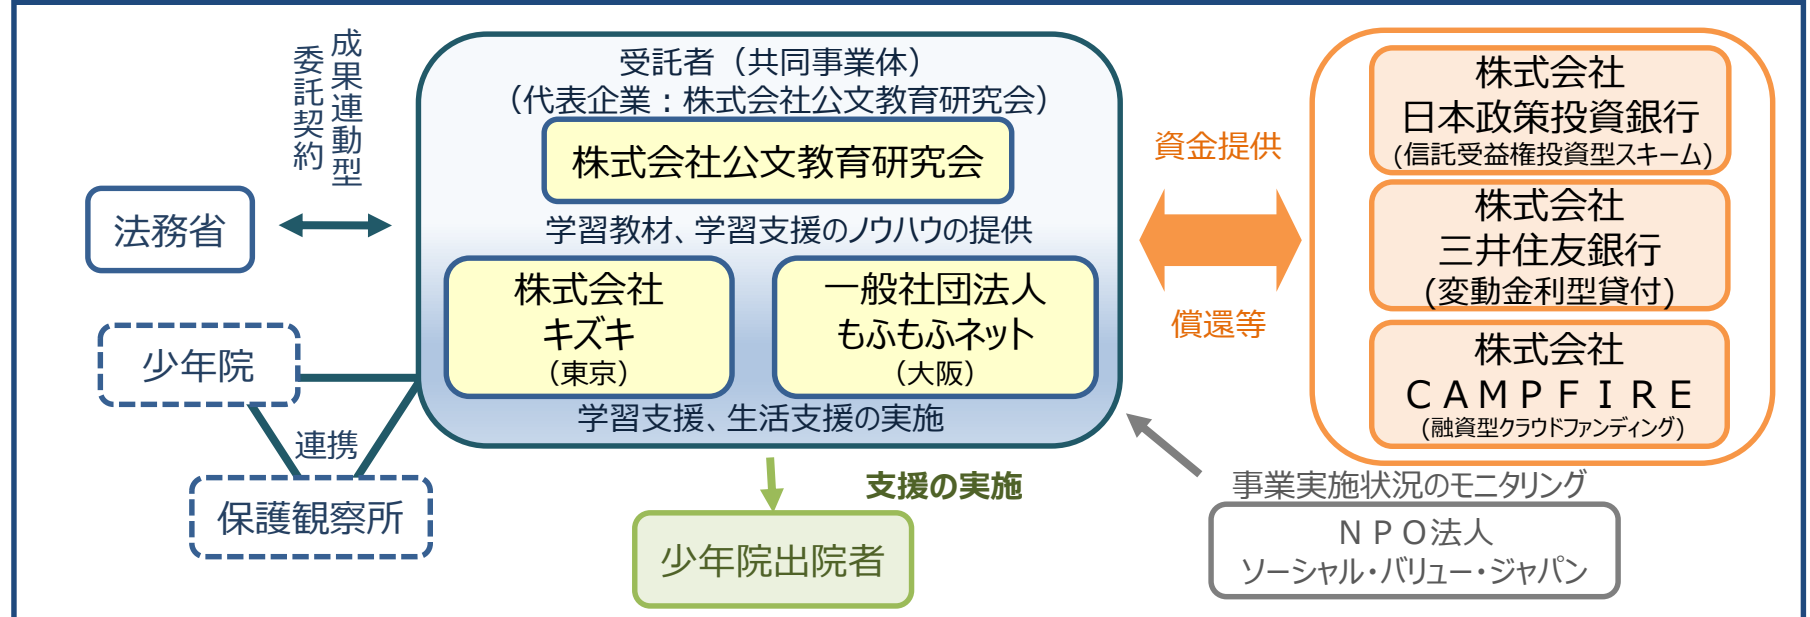 成果連動型
委託契約
法務省
少年院
連携
保護観察所
受託者（共同事業体）
（代表企業：株式会社公文教育研究会）
株式会社公文教育研究会
学習教材、学習支援のノウハウの提供
株式会社
キズキ
（東京）
一般社団法人
もふもふネット
（大阪）
学習支援、生活支援の実施
支援の実施
少年院出院者
資金提供
償還等
株式会社
日本政策投資銀行
(信託受益権投資型スキーム)
株式会社
三井住友銀行
(変動金利型貸付)
株式会社
ＣＡＭＰＦＩＲＥ
(融資型クラウドファンディング)
事業実施状況のモニタリング
ＮＰＯ法人
ソーシャル・バリュー・ジャパン